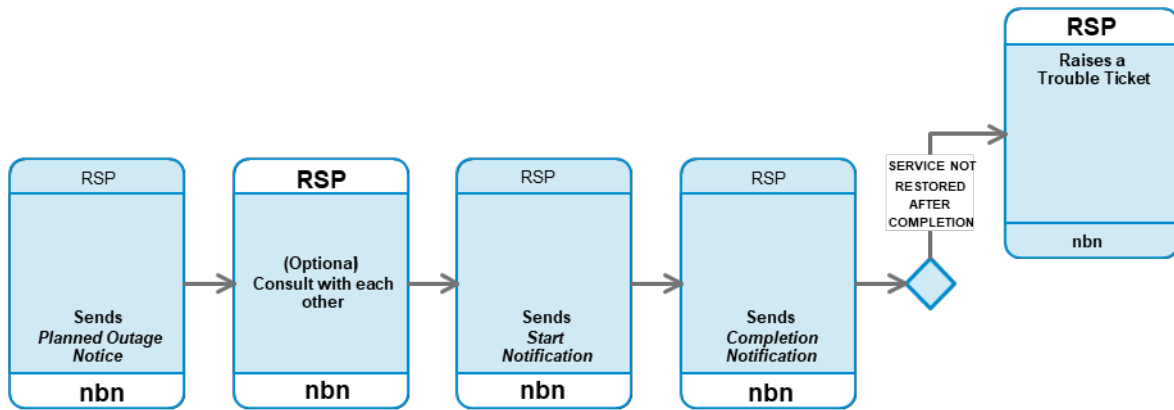 RSP
Raises a
Trouble Ticket
nbn
RSP
Sends
Planned Outage
Notice
nbn
RSP
(Optional)
Consult with each
other
nbn
RSP
Sends
Start
Notification
nbn
RSP
Sends
Completion
Notification
nbn
SERVICE NOT
RESTORED
AFTER
COMPLETION